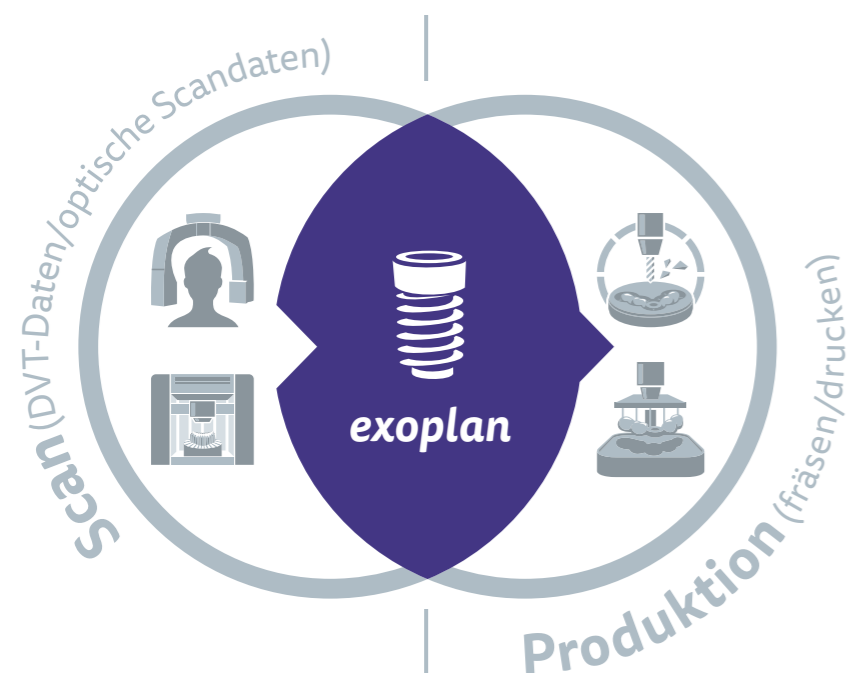 Scan (DVT-Daten/optische Scandaten)
exoplan
Produktion (fräsen/drucken)